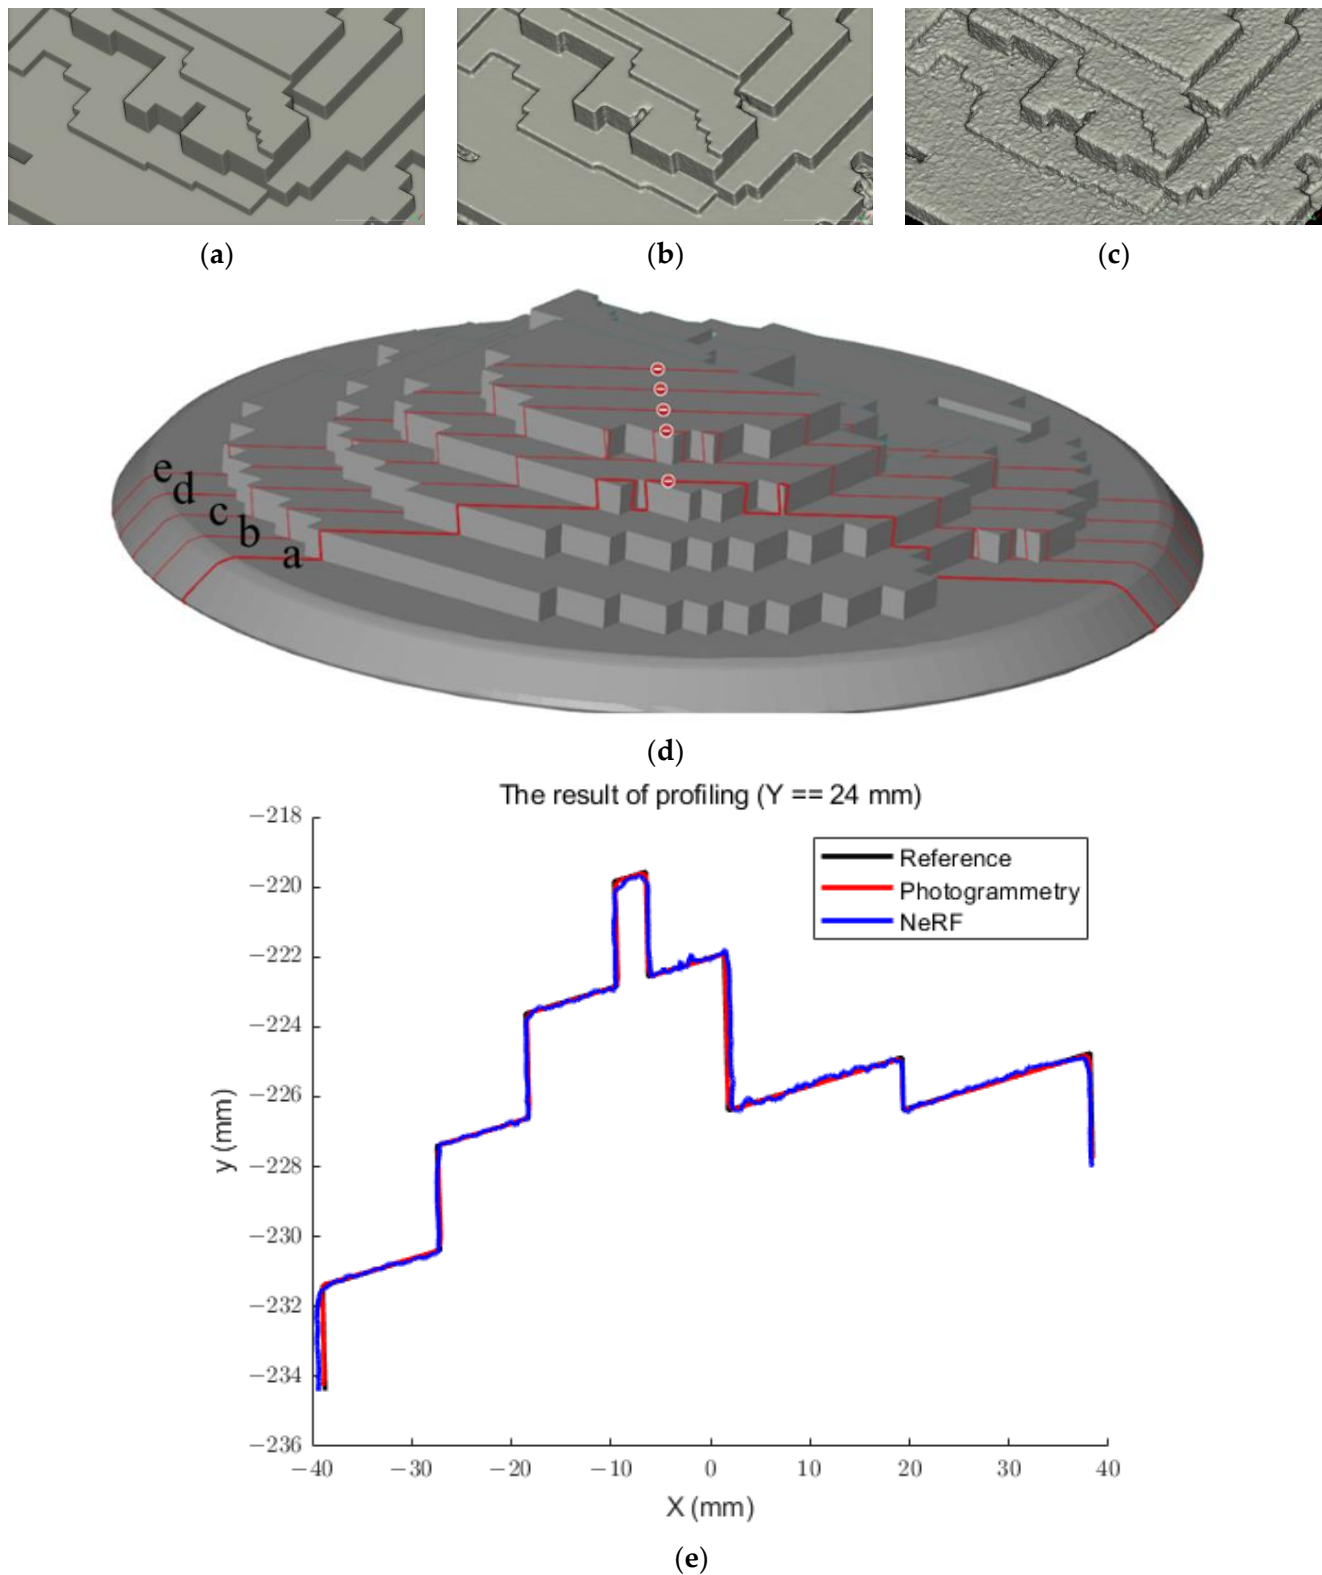 (a) (b) (c)
e
d
c
b
a
(d)
The result of profiling (Y == 24 mm)
−218
−220
−222
−224
−226
−228
−230
−232
−234
−236
y (mm)
Reference
Photogrammetry
NeRF
−40 −30 −20 −10 0 10 20 30 40
X (mm)
(e)